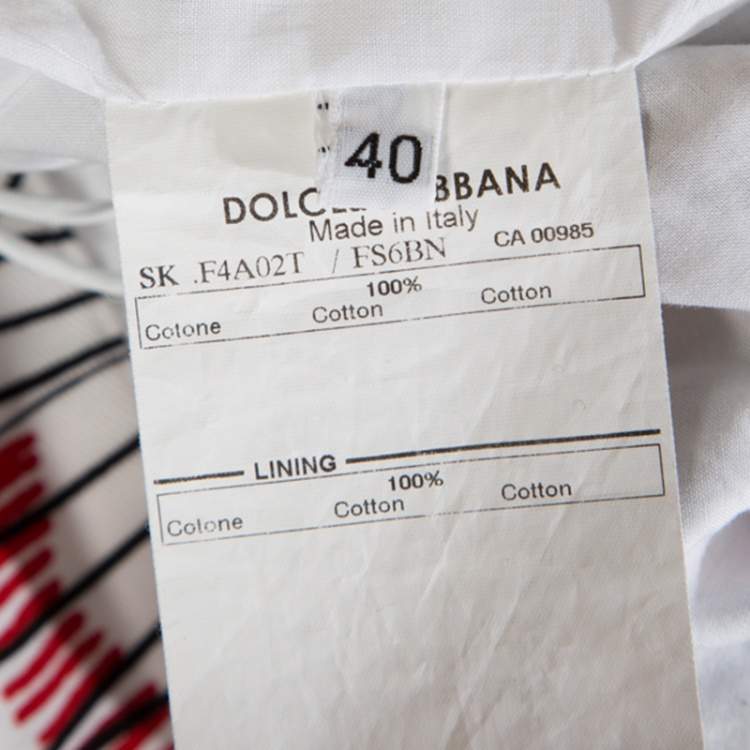 40
DOLC BBANA
Made in Italy
SK .F4A02T / FS6BN CA 00985
100%
Cotone Cotton Cotton
LINING
100%
Cotone Cotton Cotton